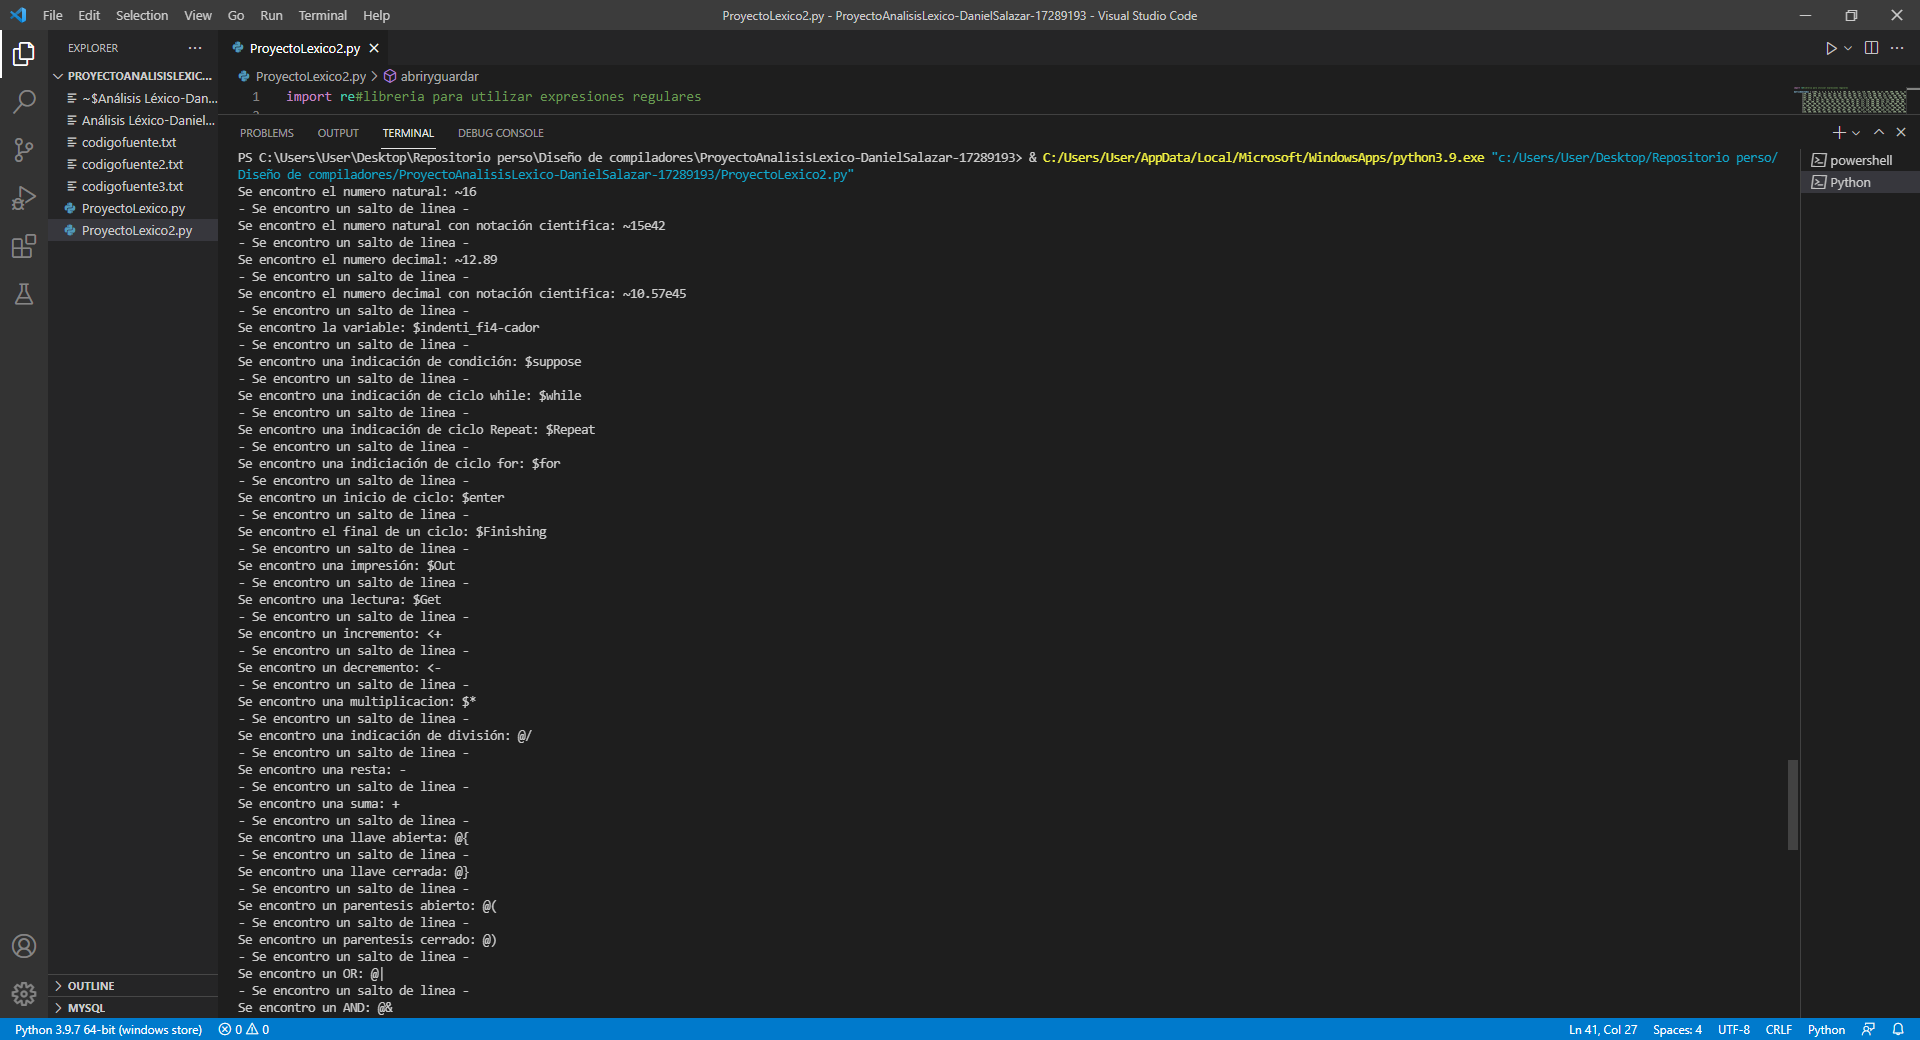 File Edit Selection View Go Run Terminal Help
ProyectoLexico2.py - ProyectoAnalisisLexico-DanielSalazar-17289193 - Visual Studio Code
EXPLORER
PROYECTOANALISISLEXIC...
~$Análisis Léxico-Dan...
Análisis Léxico-Daniel...
codigofuente.txt
codigofuente2.txt
codigofuente3.txt
ProyectoLexico.py
ProyectoLexico2.py
OUTLINE
MYSQL
ProyectoLexico2.py
ProyectoLexico2.py > abriryguardar
1 import re#libreria para utilizar expresiones regulares
PROBLEMS OUTPUT TERMINAL DEBUG CONSOLE
PS C:\Users\User\Desktop\Repositorio perso\Diseño de compiladores\ProyectoAnalisisLexico-DanielSalazar-17289193> & C:/Users/User/AppData/Local/Microsoft/WindowsApps/python3.9.exe "c:/Users/User/Desktop/Repositorio perso/
Diseño de compiladores/ProyectoAnalisisLexico-DanielSalazar-17289193/ProyectoLexico2.py"
Se encontro el numero natural: ~16
- Se encontro un salto de linea -
Se encontro el numero natural con notación cientifica: ~15e42
- Se encontro un salto de linea -
Se encontro el numero decimal: ~12.89
- Se encontro un salto de linea -
Se encontro el numero decimal con notación cientifica: ~10.57e45
- Se encontro un salto de linea -
Se encontro la variable: $indenti_fi4-cador
- Se encontro un salto de linea -
Se encontro una indicación de condición: $suppose
- Se encontro un salto de linea -
Se encontro una indicación de ciclo while: $while
- Se encontro un salto de linea -
Se encontro una indicación de ciclo Repeat: $Repeat
- Se encontro un salto de linea -
Se encontro una indiciación de ciclo for: $for
- Se encontro un salto de linea -
Se encontro un inicio de ciclo: $enter
- Se encontro un salto de linea -
Se encontro el final de un ciclo: $Finishing
- Se encontro un salto de linea -
Se encontro una impresión: $Out
- Se encontro un salto de linea -
Se encontro una lectura: $Get
- Se encontro un salto de linea -
Se encontro un incremento: <+
- Se encontro un salto de linea -
Se encontro un decremento: <-
- Se encontro un salto de linea -
Se encontro una multiplicacion: $*
- Se encontro un salto de linea -
Se encontro una indicación de división: @/
- Se encontro un salto de linea -
Se encontro una resta: -
- Se encontro un salto de linea -
Se encontro una suma: +
- Se encontro un salto de linea -
Se encontro una llave abierta: @{
- Se encontro un salto de linea -
Se encontro una llave cerrada: @}
- Se encontro un salto de linea -
Se encontro un parentesis abierto: @(
- Se encontro un salto de linea -
Se encontro un parentesis cerrado: @)
- Se encontro un salto de linea -
Se encontro un OR: @|
- Se encontro un salto de linea -
Se encontro un AND: @&
powershell
Python
Python 3.9.7 64-bit (windows store) 0 0
Ln 41, Col 27 Spaces: 4 UTF-8 CRLF Python